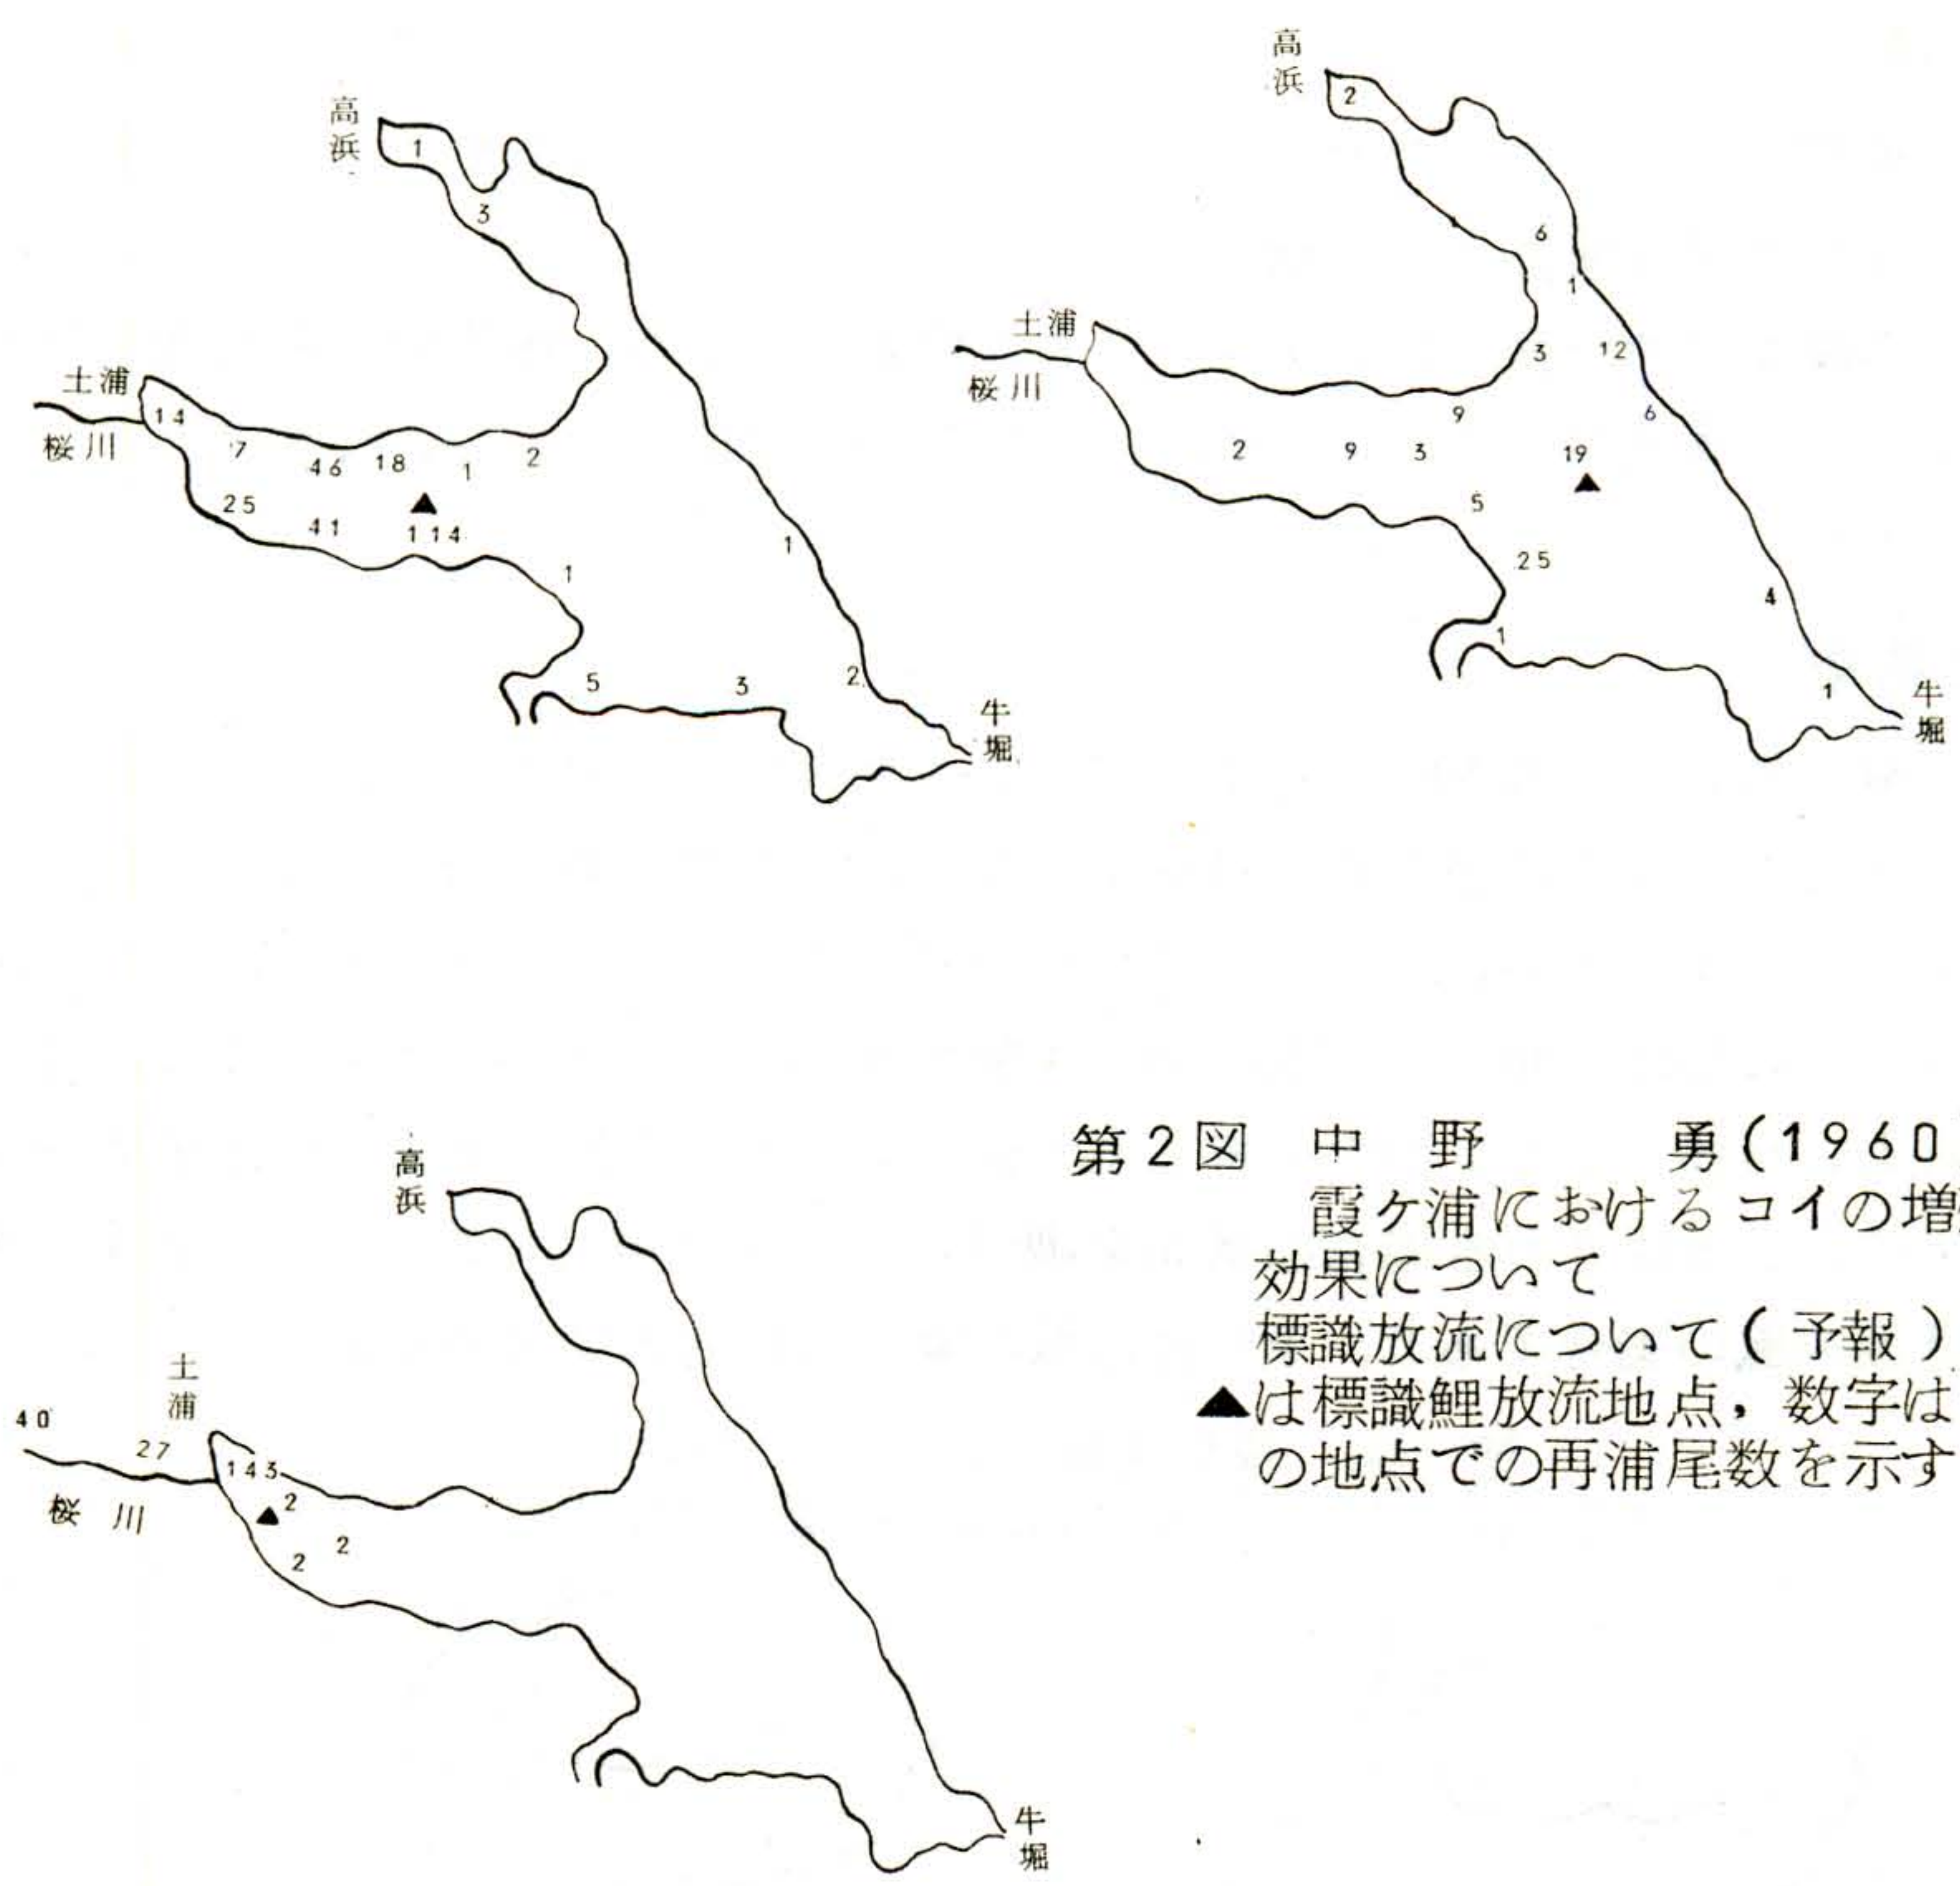 高浜
1
3
土浦
桜川
14
7
46
18
1
2
25
41
114
1
1
5
3
2
牛堀
高浜
2
6
1
土浦
桜川
3
12
9
6
2
9
3
19
5
25
4
1
1
牛堀
高浜
土浦
40
27
143
桜川
2
2
2
牛堀
第2図 中野 勇(1960
霞ケ浦におけるコイの増
効果について
標識放流について(予報)
▲は標識鯉放流地点,数字は
の地点での再浦尾数を示す